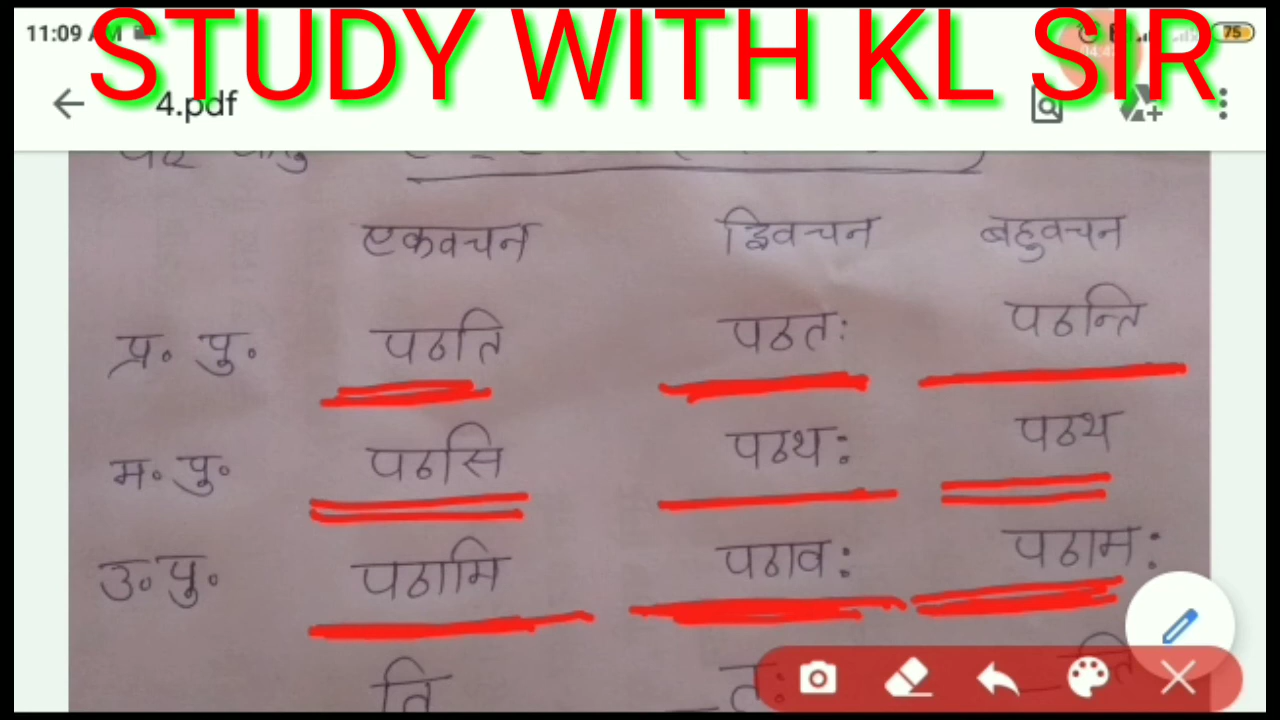 STUDY WITH KL SIR
11:09 AM 75
4.pdf
एकवचन द्विवचन बहुवचन
प्र. पु. पठति पठतः पठन्ति
म. पु. पठसि पठथः पठथ
उ. पु. पठामि पठावः पठामः
ति तः न्ति